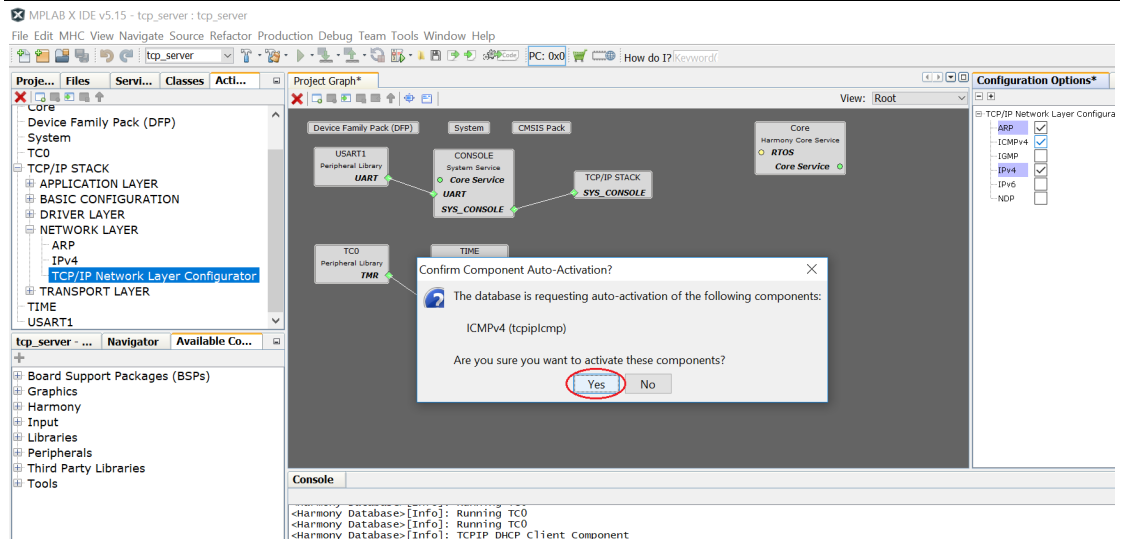 MPLAB X IDE v5.15 - tcp_server : tcp_server
File Edit MHC View Navigate Source Refactor Production Debug Team Tools Window Help
tcp_server
PC: 0x0
How do I?
Keyword(
Proje... Files Servi... Classes Acti...
Core
Device Family Pack (DFP)
System
TC0
TCP/IP STACK
APPLICATION LAYER
BASIC CONFIGURATION
DRIVER LAYER
NETWORK LAYER
ARP
IPv4
TCP/IP Network Layer Configurator
TRANSPORT LAYER
TIME
USART1
tcp_server - ... Navigator Available Co...
Board Support Packages (BSPs)
Graphics
Harmony
Input
Libraries
Peripherals
Third Party Libraries
Tools
Project Graph*
View: Root
Device Family Pack (DFP) System CMSIS Pack
USART1
Peripheral Library
UART
CONSOLE
System Service
Core Service
UART
SYS_CONSOLE
TCP/IP STACK
SYS_CONSOLE
Core
Harmony Core Service
RTOS
Core Service
TC0
Peripheral Library
TMR
TIME
Confirm Component Auto-Activation?
The database is requesting auto-activation of the following components:
ICMPv4 (tcpipIcmp)
Are you sure you want to activate these components?
Yes No
Console
<Harmony Database>[Info]: Running TC0
<Harmony Database>[Info]: Running TC0
<Harmony Database>[Info]: TCPIP DHCP Client Component
Configuration Options*
TCP/IP Network Layer Configura
ARP
ICMPv4
IGMP
IPv4
IPv6
NDP